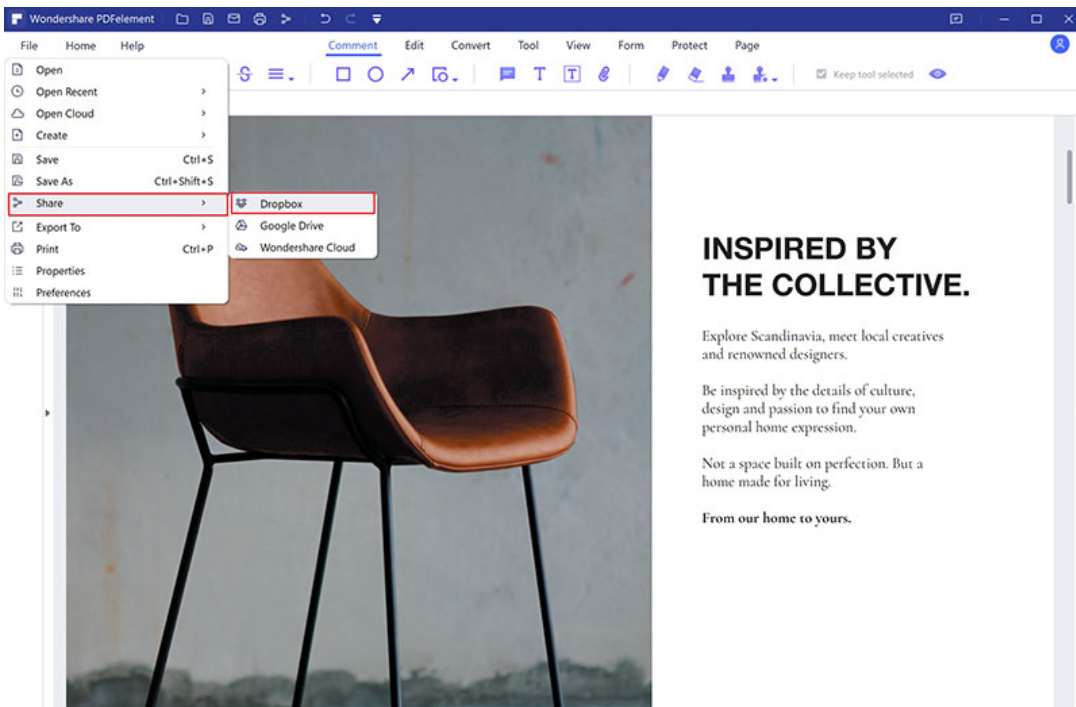 Wondershare PDFelement
File Home Help Comment Edit Convert Tool View Form Protect Page
Keep tool selected
Open
Open Recent
Open Cloud
Create
Save Ctrl+S
Save As Ctrl+Shift+S
Share
Export To
Print Ctrl+P
Properties
Preferences
Dropbox
Google Drive
Wondershare Cloud
INSPIRED BY
THE COLLECTIVE.
Explore Scandinavia, meet local creatives
and renowned designers.
Be inspired by the details of culture,
design and passion to find your own
personal home expression.
Not a space built on perfection. But a
home made for living.
From our home to yours.